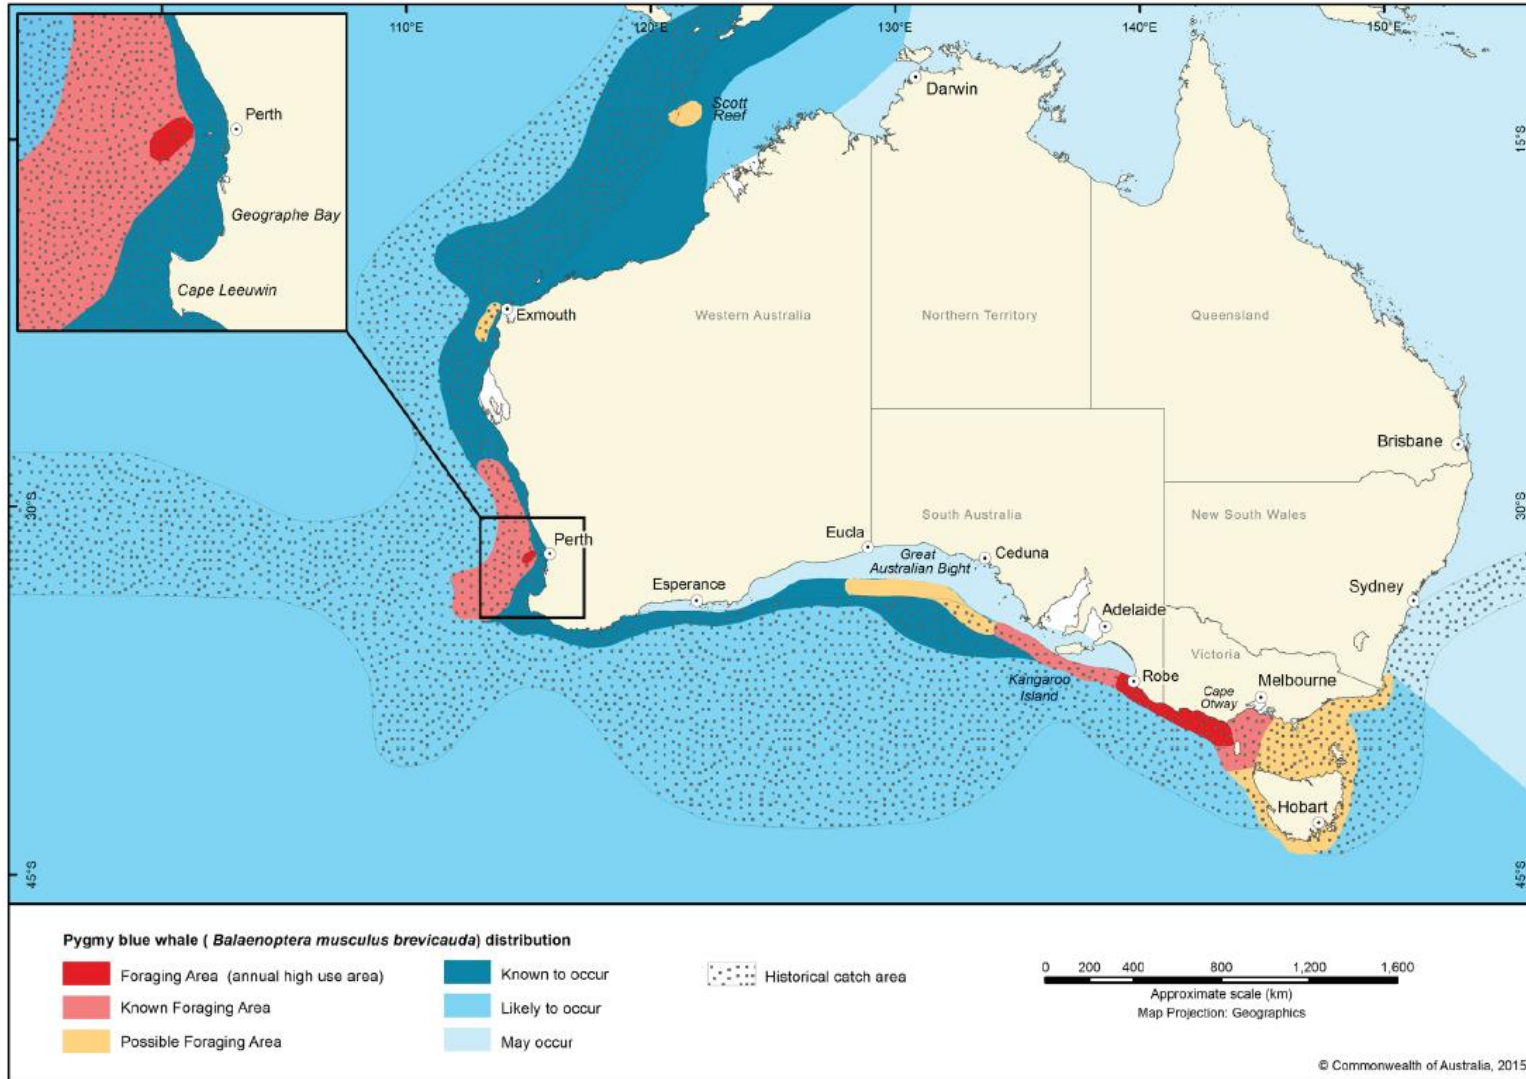 110°E
120°E
130°E
140°E
150°E
Perth
Geographe Bay
Cape Leeuwin
Scott
Reef
Darwin
15°S
15°S
Exmouth
Western Australia
Northern Territory
Queensland
Brisbane
30°S
30°S
South Australia
New South Wales
Perth
Eucla
Great
Australian Bight
Ceduna
Esperance
Sydney
Adelaide
Victoria
Kangaroo
Island
Robe
Cape
Otway
Melbourne
Hobart
45°S
45°S
Pygmy blue whale ( Balaenoptera musculus brevicauda) distribution
Foraging Area (annual high use area)
Known Foraging Area
Possible Foraging Area
Known to occur
Likely to occur
May occur
Historical catch area
0 200 400 800 1,200 1,600
Approximate scale (km)
Map Projection: Geographics
© Commonwealth of Australia, 2015